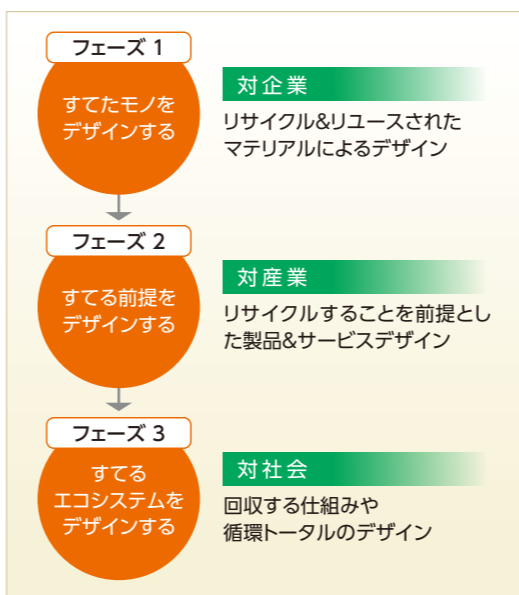 フェーズ 1
すてたモノを
デザインする
対企業
リサイクル&リユースされた
マテリアルによるデザイン
フェーズ 2
すてる前提を
デザインする
対産業
リサイクルすることを前提とし
た製品&サービスデザイン
フェーズ 3
すてる
エコシステムを
デザインする
対社会
回収する仕組みや
循環トータルのデザイン